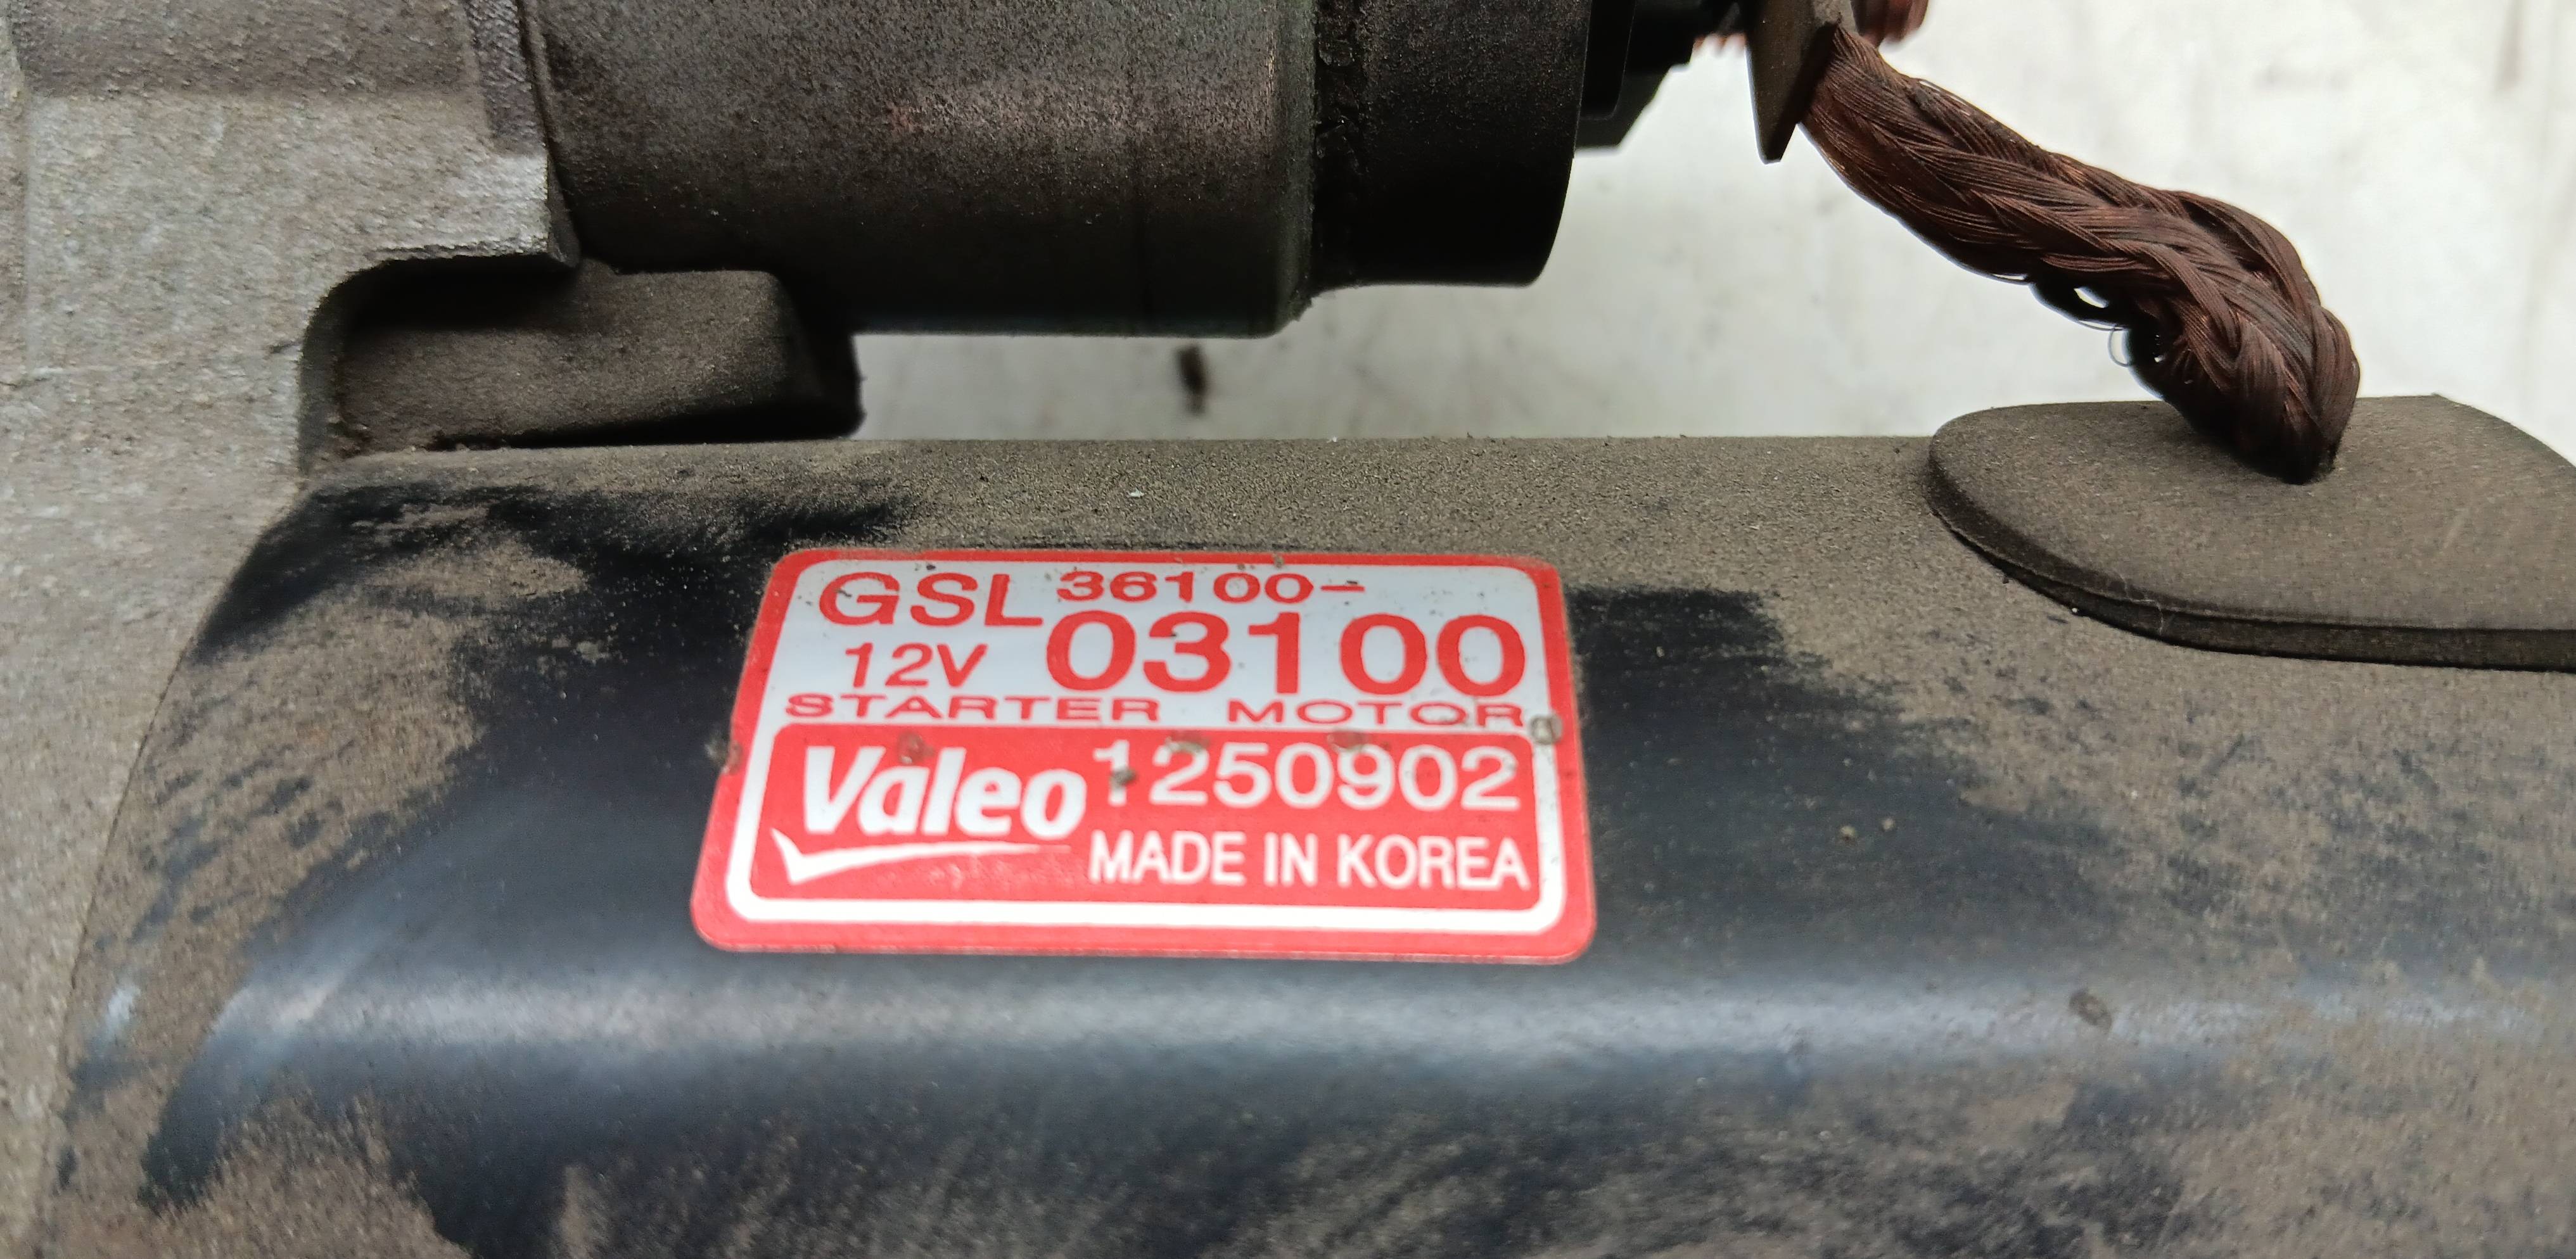 GSL 36100-
12V 03100
STARTER MOTOR
Valeo 1250902
MADE IN KOREA